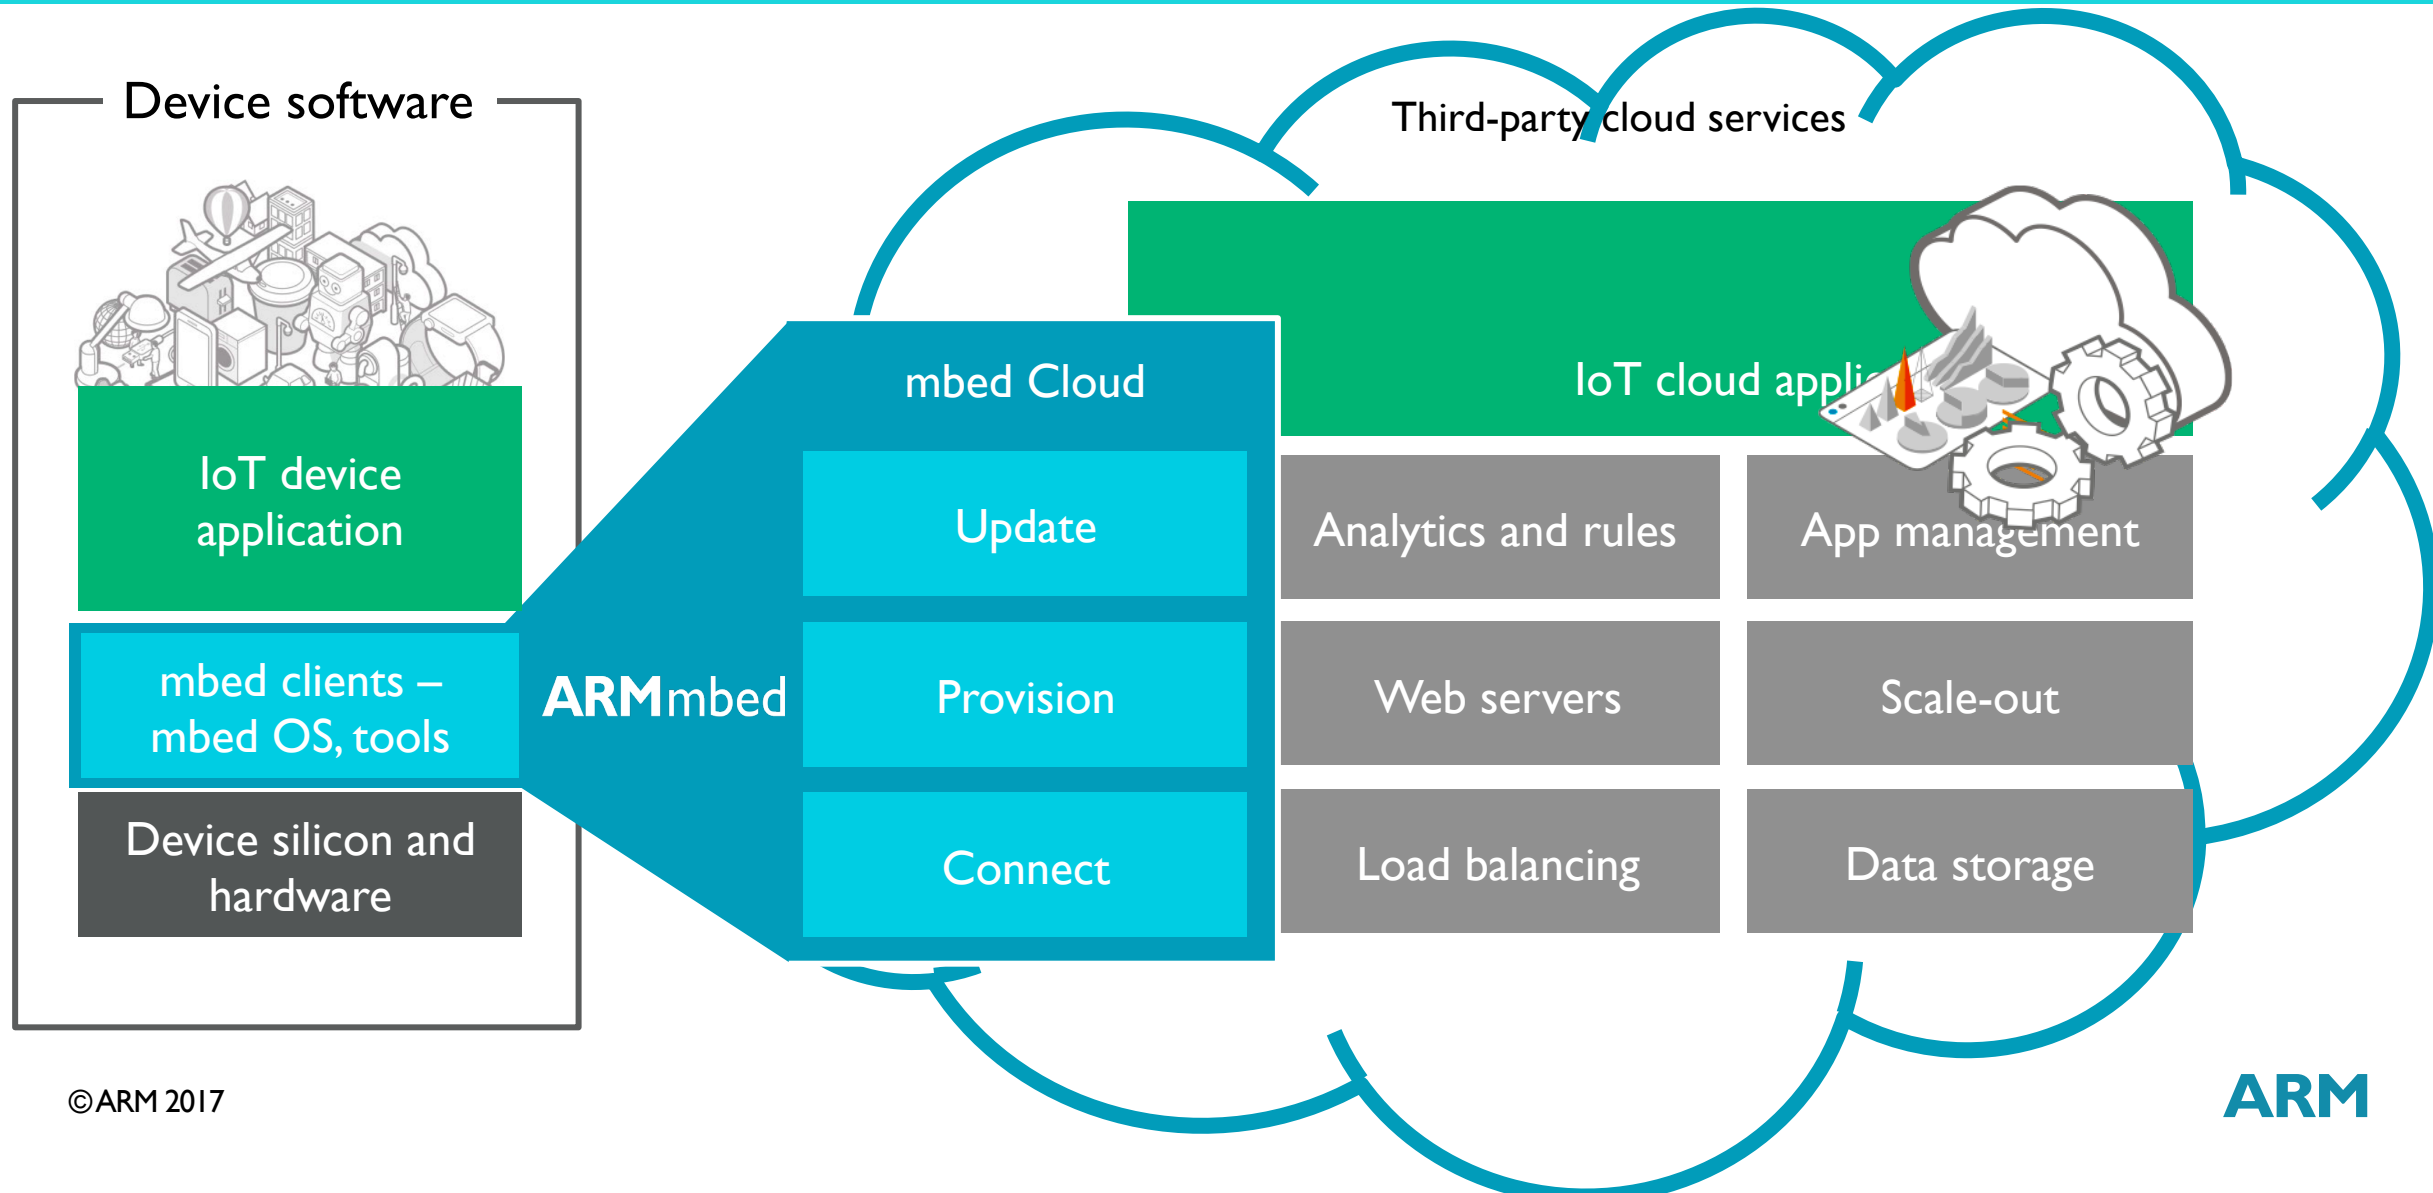 Device software
Third-party cloud services
IoT device
application
mbed clients –
mbed OS, tools
Device silicon and
hardware
ARMmbed
mbed Cloud
Update
Provision
Connect
IoT cloud
Analytics and rules
App management
Web servers
Scale-out
Load balancing
Data storage
© ARM 2017
ARM